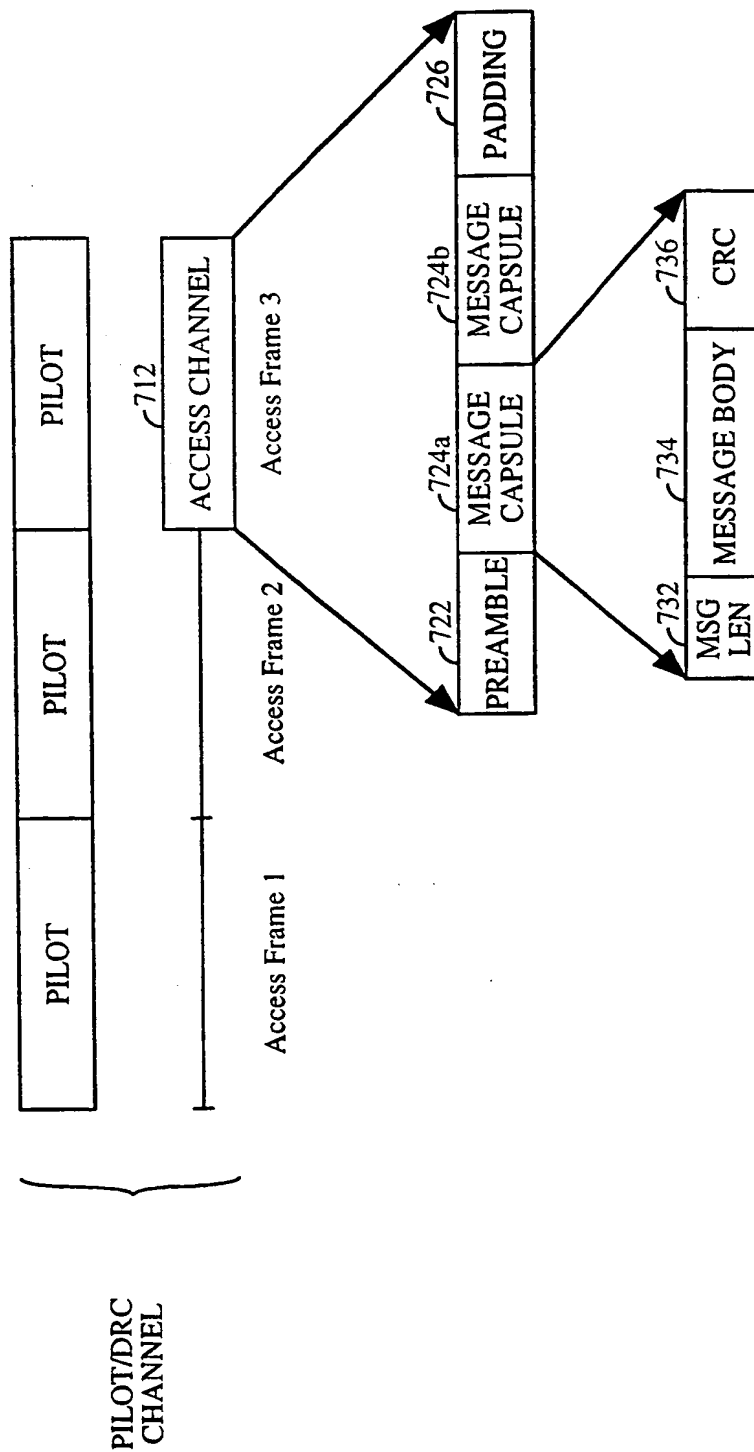 PILOT/DRC
CHANNEL
PILOT
PILOT
PILOT
712
ACCESS CHANNEL
Access Frame 1
Access Frame 2
Access Frame 3
722
724a
724b
726
PREAMBLE
MESSAGE
CAPSULE
MESSAGE
CAPSULE
PADDING
732
734
736
MSG
LEN
MESSAGE BODY
CRC